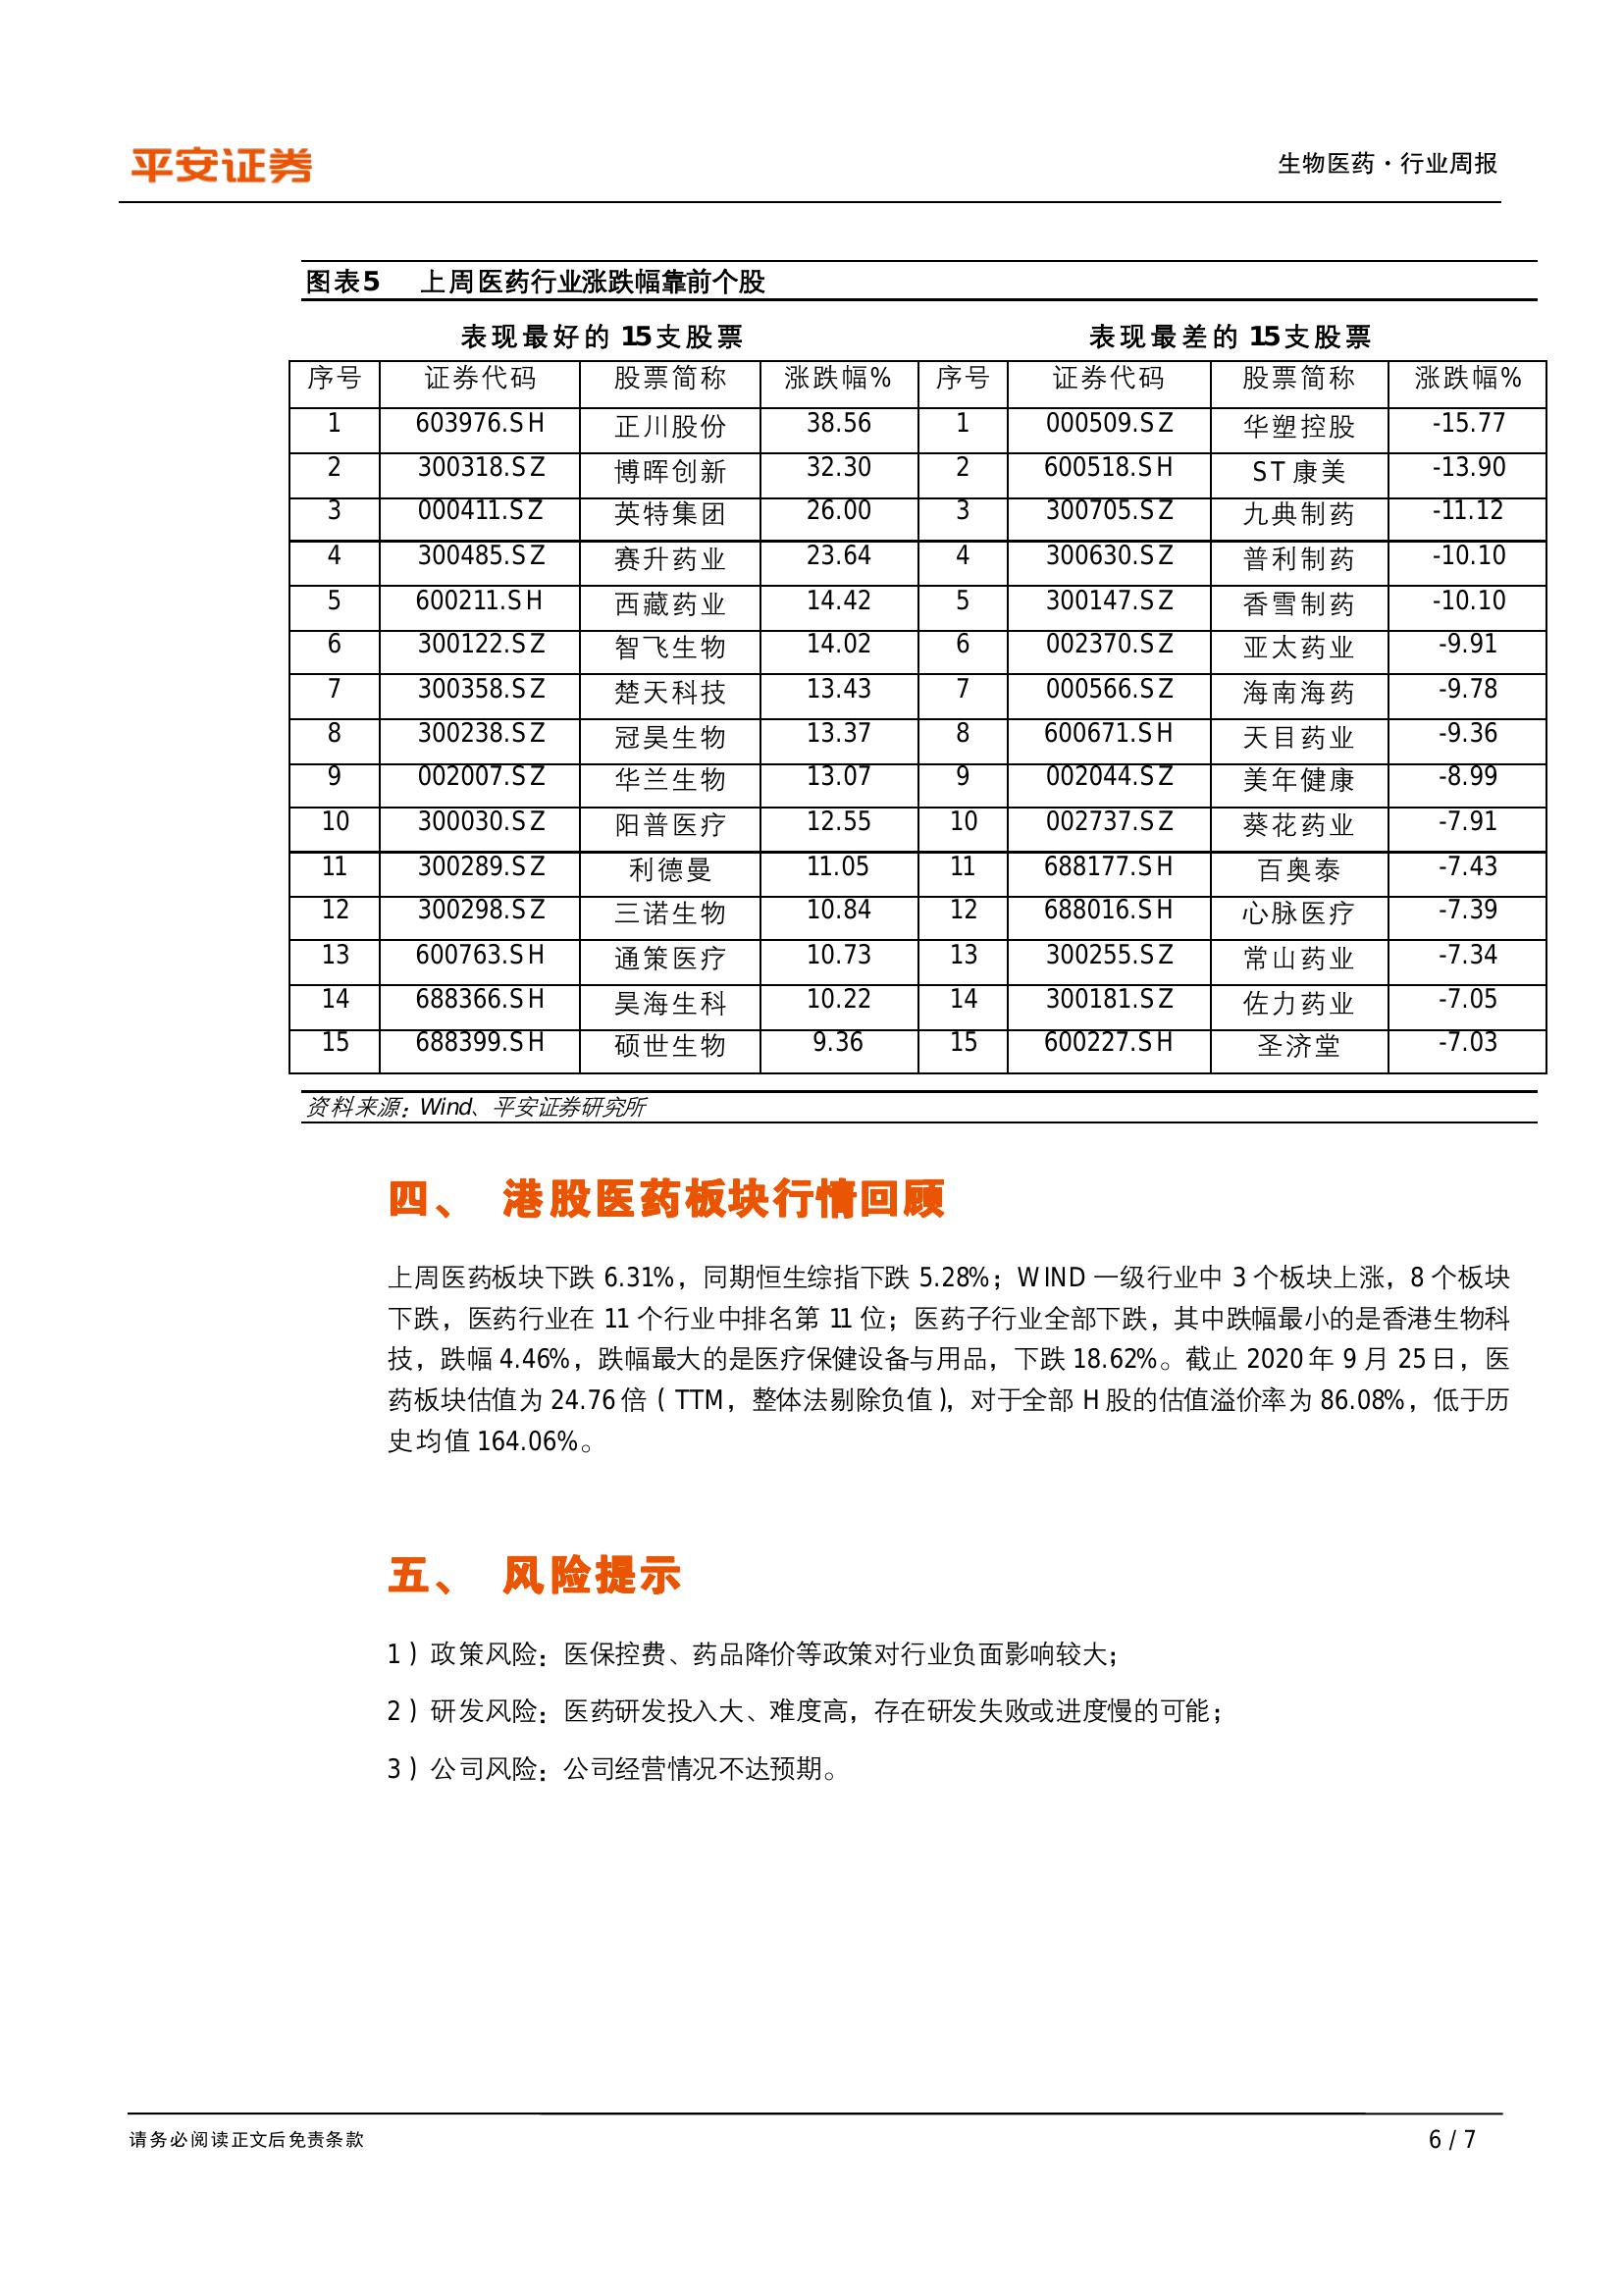 平安证券
生物医药·行业周报
图表5 上周医药行业涨跌幅靠前个股
表现最好的 15支股票 表现最差的 15支股票
序号 证券代码 股票简称 涨跌幅% 序号 证券代码 股票简称 涨跌幅%
1 603976.SH 正川股份 38.56 1 000509.SZ 华塑控股 -15.77
2 300318.SZ 博晖创新 32.30 2 600518.SH ST康美 -13.90
3 000411.SZ 英特集团 26.00 3 300705.SZ 九典制药 -11.12
4 300485.SZ 赛升药业 23.64 4 300630.SZ 普利制药 -10.10
5 600211.SH 西藏药业 14.42 5 300147.SZ 香雪制药 -10.10
6 300122.SZ 智飞生物 14.02 6 002370.SZ 亚太药业 -9.91
7 300358.SZ 楚天科技 13.43 7 000566.SZ 海南海药 -9.78
8 300238.SZ 冠昊生物 13.37 8 600671.SH 天目药业 -9.36
9 002007.SZ 华兰生物 13.07 9 002044.SZ 美年健康 -8.99
10 300030.SZ 阳普医疗 12.55 10 002737.SZ 葵花药业 -7.91
11 300289.SZ 利德曼 11.05 11 688177.SH 百奥泰 -7.43
12 300298.SZ 三诺生物 10.84 12 688016.SH 心脉医疗 -7.39
13 600763.SH 通策医疗 10.73 13 300255.SZ 常山药业 -7.34
14 688366.SH 昊海生科 10.22 14 300181.SZ 佐力药业 -7.05
15 688399.SH 硕世生物 9.36 15 600227.SH 圣济堂 -7.03
资料来源：Wind、平安证券研究所
四、 港股医药板块行情回顾
上周医药板块下跌 6.31%，同期恒生综指下跌 5.28%；WIND 一级行业中 3 个板块上涨，8 个板块
下跌，医药行业在 11 个行业中排名第 11 位；医药子行业全部下跌，其中跌幅最小的是香港生物科
技，跌幅 4.46%，跌幅最大的是医疗保健设备与用品，下跌 18.62%。截止 2020年 9 月 25日，医
药板块估值为 24.76 倍（TTM，整体法剔除负值），对于全部 H 股的估值溢价率为 86.08%，低于历
史均值 164.06%。
五、 风险提示
1）政策风险：医保控费、药品降价等政策对行业负面影响较大；
2）研发风险：医药研发投入大、难度高，存在研发失败或进度慢的可能；
3）公司风险：公司经营情况不达预期。
请务必阅读正文后免责条款
6 / 7